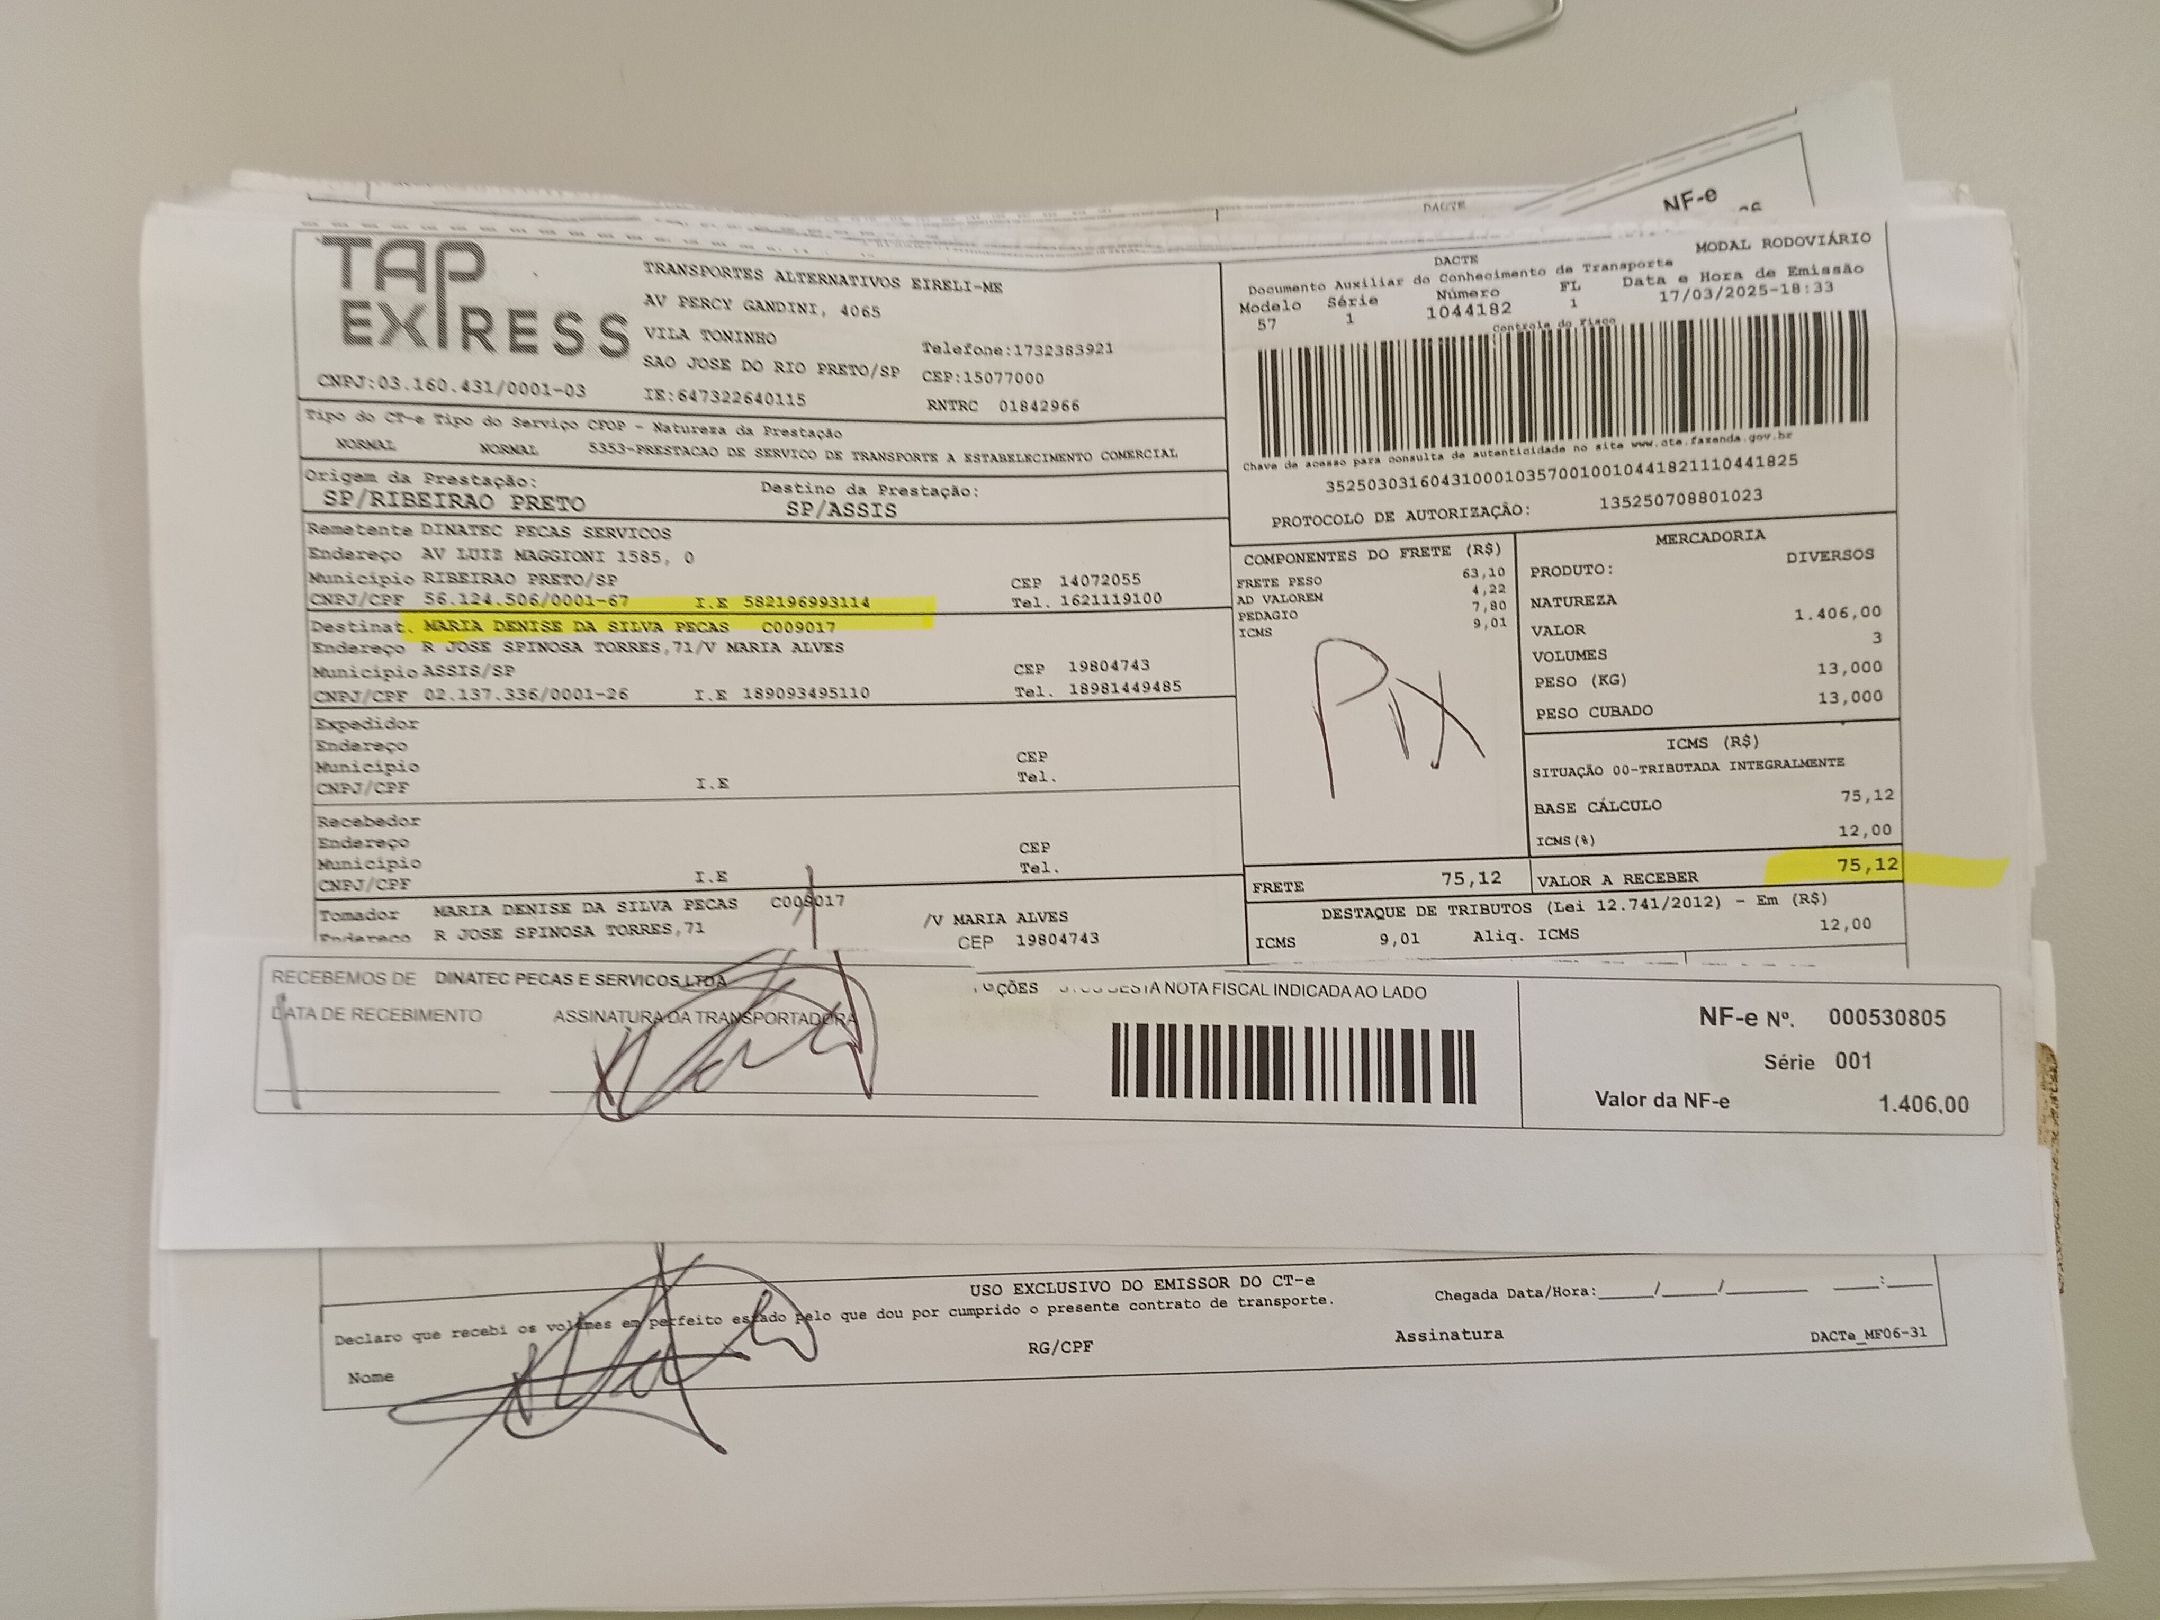 DACTE
NF-e
TAP
EXPRESS
TRANSPORTES ALTERNATIVOS EIRELI-ME
AV PERCY GANDINI, 4065
VILA TONINHO
SAO JOSE DO RIO PRETO/SP
Telefone:1732383921
CEP:15077000
CNPJ:03.160.431/0001-03
IE:647322640115
RNTRC 01842966
DACTE
MODAL RODOVIÁRIO
Documento Auxiliar do Conhecimento de Transporte
Modelo Série Número FL Data e Hora de Emissão
57 1 1044182 1 17/03/2025-18:33
Controle do Fisco
Chave de acesso para consulta de autenticidade no site www.cte.fazenda.gov.br
35250303160431000103570010010441821110441825
PROTOCOLO DE AUTORIZAÇÃO: 135250708801023
Tipo do CT-e Tipo do Serviço CFOP - Natureza da Prestação
NORMAL NORMAL 5353-PRESTACAO DE SERVICO DE TRANSPORTE A ESTABELECIMENTO COMERCIAL
Origem da Prestação: Destino da Prestação:
SP/RIBEIRAO PRETO SP/ASSIS
Remetente DINATEC PECAS SERVICOS
Endereço AV LUIZ MAGGIONI 1585, 0
Município RIBEIRAO PRETO/SP CEP 14072055
CNPJ/CPF 56.124.506/0001-67 I.E 582196993114 Tel. 1621119100
Destinat. MARIA DENISE DA SILVA PECAS C009017
Endereço R JOSE SPINOSA TORRES,71/V MARIA ALVES
Município ASSIS/SP CEP 19804743
CNPJ/CPF 02.137.336/0001-26 I.E 189093495110 Tel. 18981449485
Expedidor
Endereço
Município CEP
CNPJ/CPF I.E Tel.
Recebedor
Endereço
Município CEP
CNPJ/CPF I.E Tel.
Tomador MARIA DENISE DA SILVA PECAS C009017
Endereço R JOSE SPINOSA TORRES,71 /V MARIA ALVES
CEP 19804743
COMPONENTES DO FRETE (R$)
FRETE PESO 63,10
AD VALOREM 4,22
PEDAGIO 7,80
ICMS 9,01
Pix
FRETE 75,12
MERCADORIA
PRODUTO: DIVERSOS
NATUREZA
VALOR 1.406,00
VOLUMES 3
PESO (KG) 13,000
PESO CUBADO 13,000
ICMS (R$)
SITUAÇÃO 00-TRIBUTADA INTEGRALMENTE
BASE CÁLCULO 75,12
ICMS(%) 12,00
VALOR A RECEBER 75,12
DESTAQUE DE TRIBUTOS (Lei 12.741/2012) - Em (R$)
ICMS 9,01 Aliq. ICMS 12,00
RECEBEMOS DE DINATEC PECAS E SERVICOS LTDA DESTA NOTA FISCAL INDICADA AO LADO
DATA DE RECEBIMENTO ASSINATURA DA TRANSPORTADORA
NF-e Nº. 000530805
Série 001
Valor da NF-e 1.406,00
USO EXCLUSIVO DO EMISSOR DO CT-e
Declaro que recebi os volumes em perfeito estado pelo que dou por cumprido o presente contrato de transporte.
Chegada Data/Hora:_____/_____/_______ ____:____
Nome RG/CPF Assinatura
DACTe_MF06-31